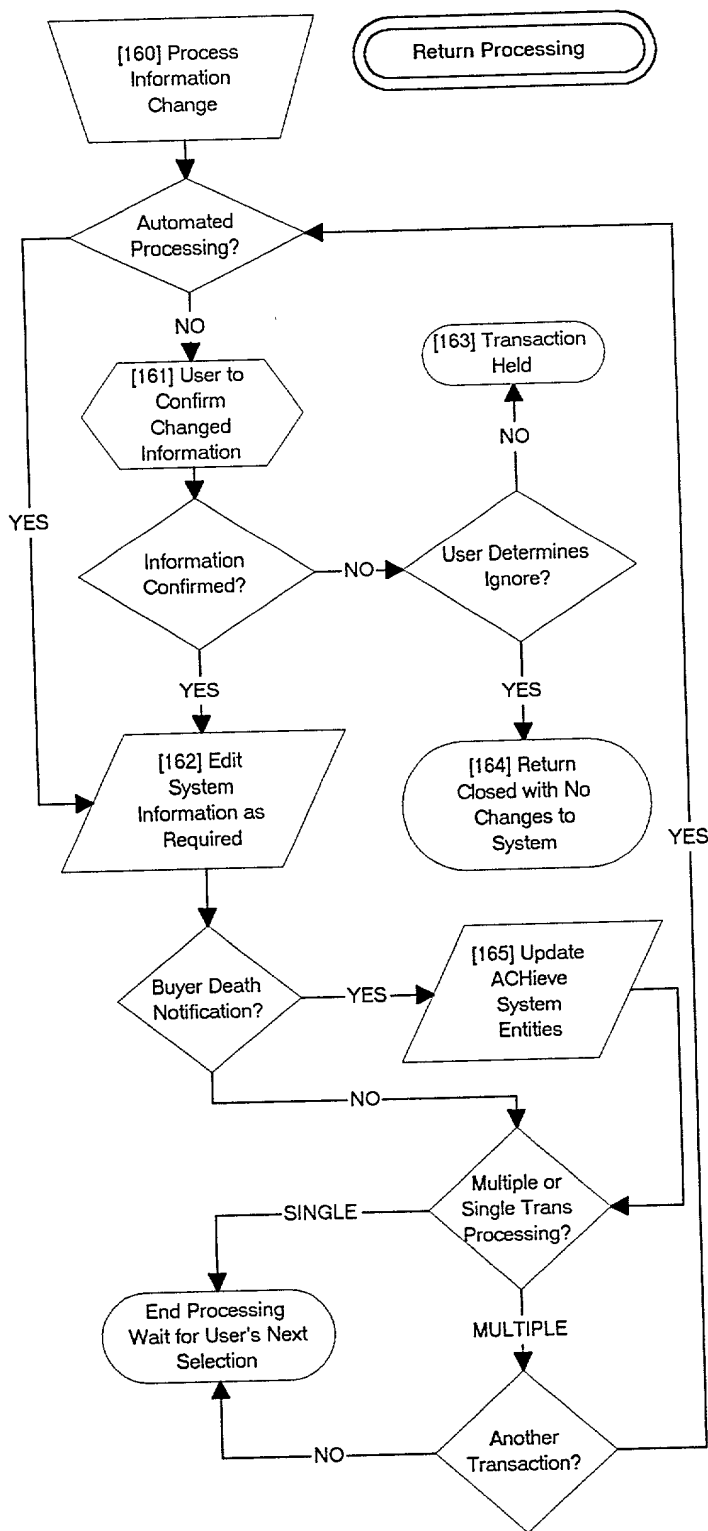 [160] Process
Information
Change
Return Processing
Automated
Processing?
NO
[161] User to
Confirm
Changed
Information
[163] Transaction
Held
NO
YES
Information
Confirmed?
NO
User Determines
Ignore?
YES
YES
[162] Edit
System
Information as
Required
[164] Return
Closed with No
Changes to
System
YES
Buyer Death
Notification?
YES
[165] Update
ACHieve
System
Entities
NO
Multiple or
Single Trans
Processing?
SINGLE
End Processing
Wait for User's Next
Selection
MULTIPLE
NO
Another
Transaction?